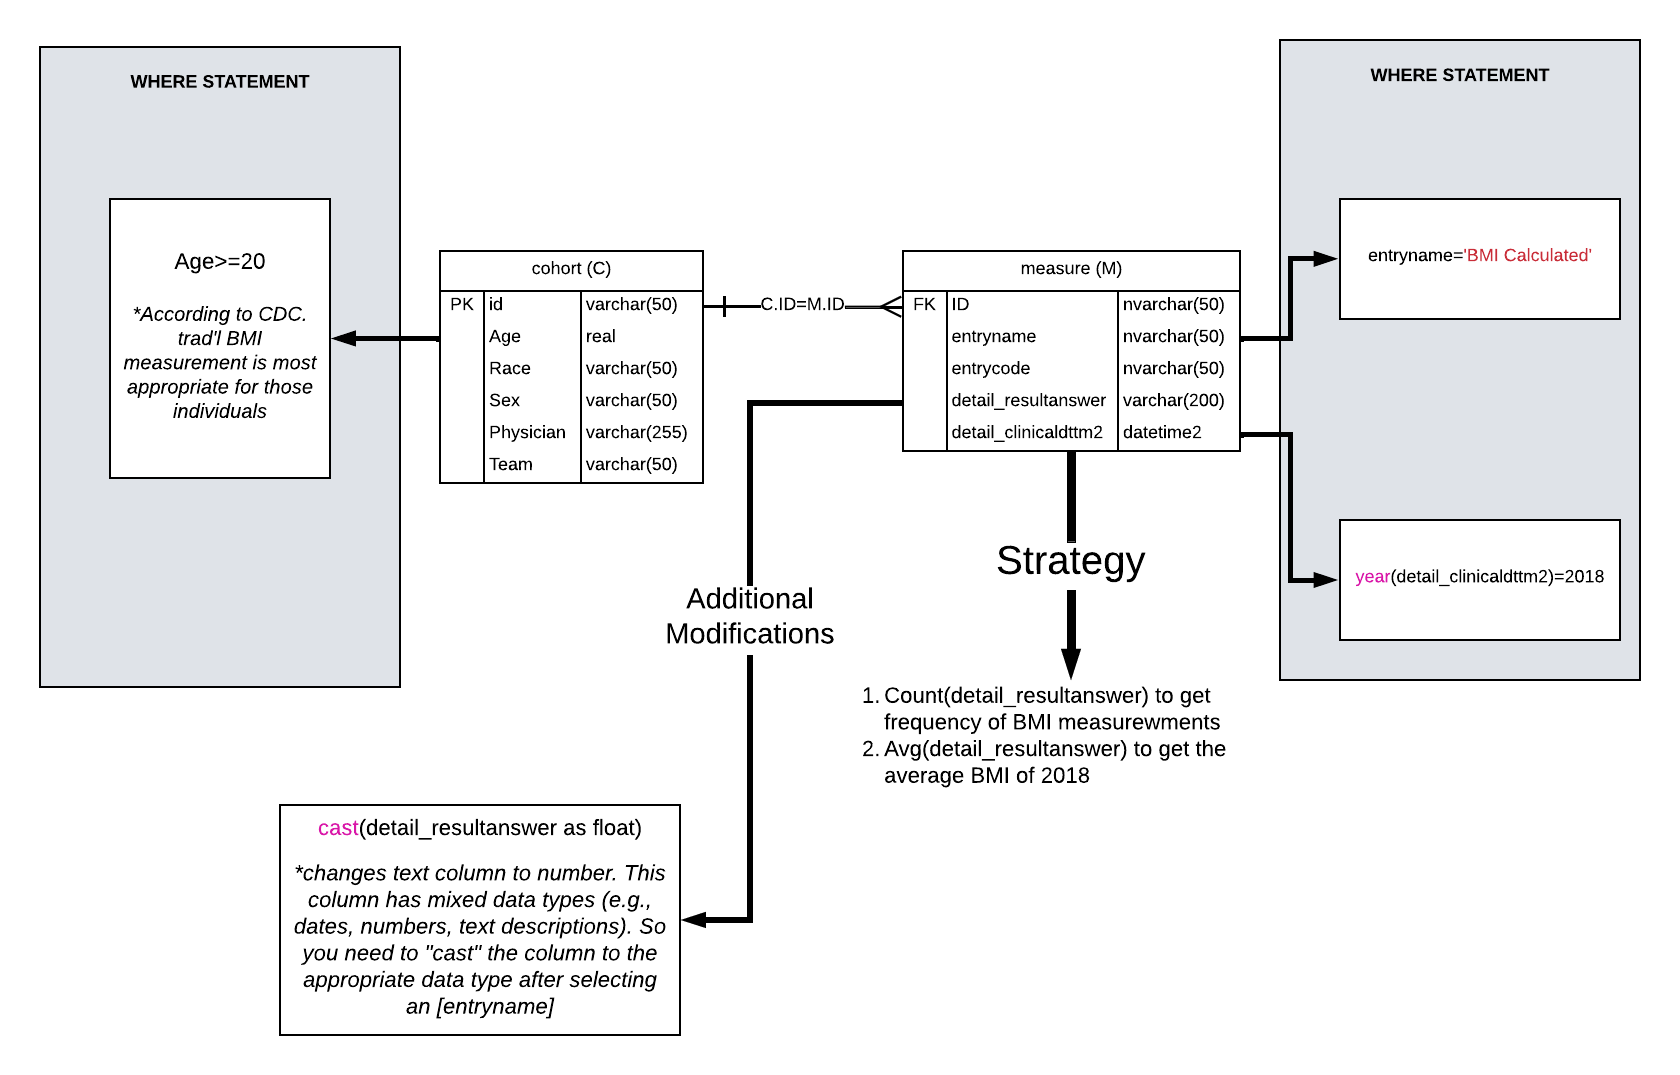 WHERE STATEMENT
Age>=20
*According to CDC.
trad'l BMI
measurement is most
appropriate for those
individuals
cohort (C)
PK id varchar(50)
Age real
Race varchar(50)
Sex varchar(50)
Physician varchar(255)
Team varchar(50)
C.ID=M.ID
measure (M)
FK ID nvarchar(50)
entryname nvarchar(50)
entrycode nvarchar(50)
detail_resultanswer varchar(200)
detail_clinicaldttm2 datetime2
WHERE STATEMENT
entryname='BMI Calculated'
year(detail_clinicaldttm2)=2018
Strategy
1. Count(detail_resultanswer) to get
frequency of BMI measurewments
2. Avg(detail_resultanswer) to get the
average BMI of 2018
Additional
Modifications
cast(detail_resultanswer as float)
*changes text column to number. This
column has mixed data types (e.g.,
dates, numbers, text descriptions). So
you need to "cast" the column to the
appropriate data type after selecting
an [entryname]